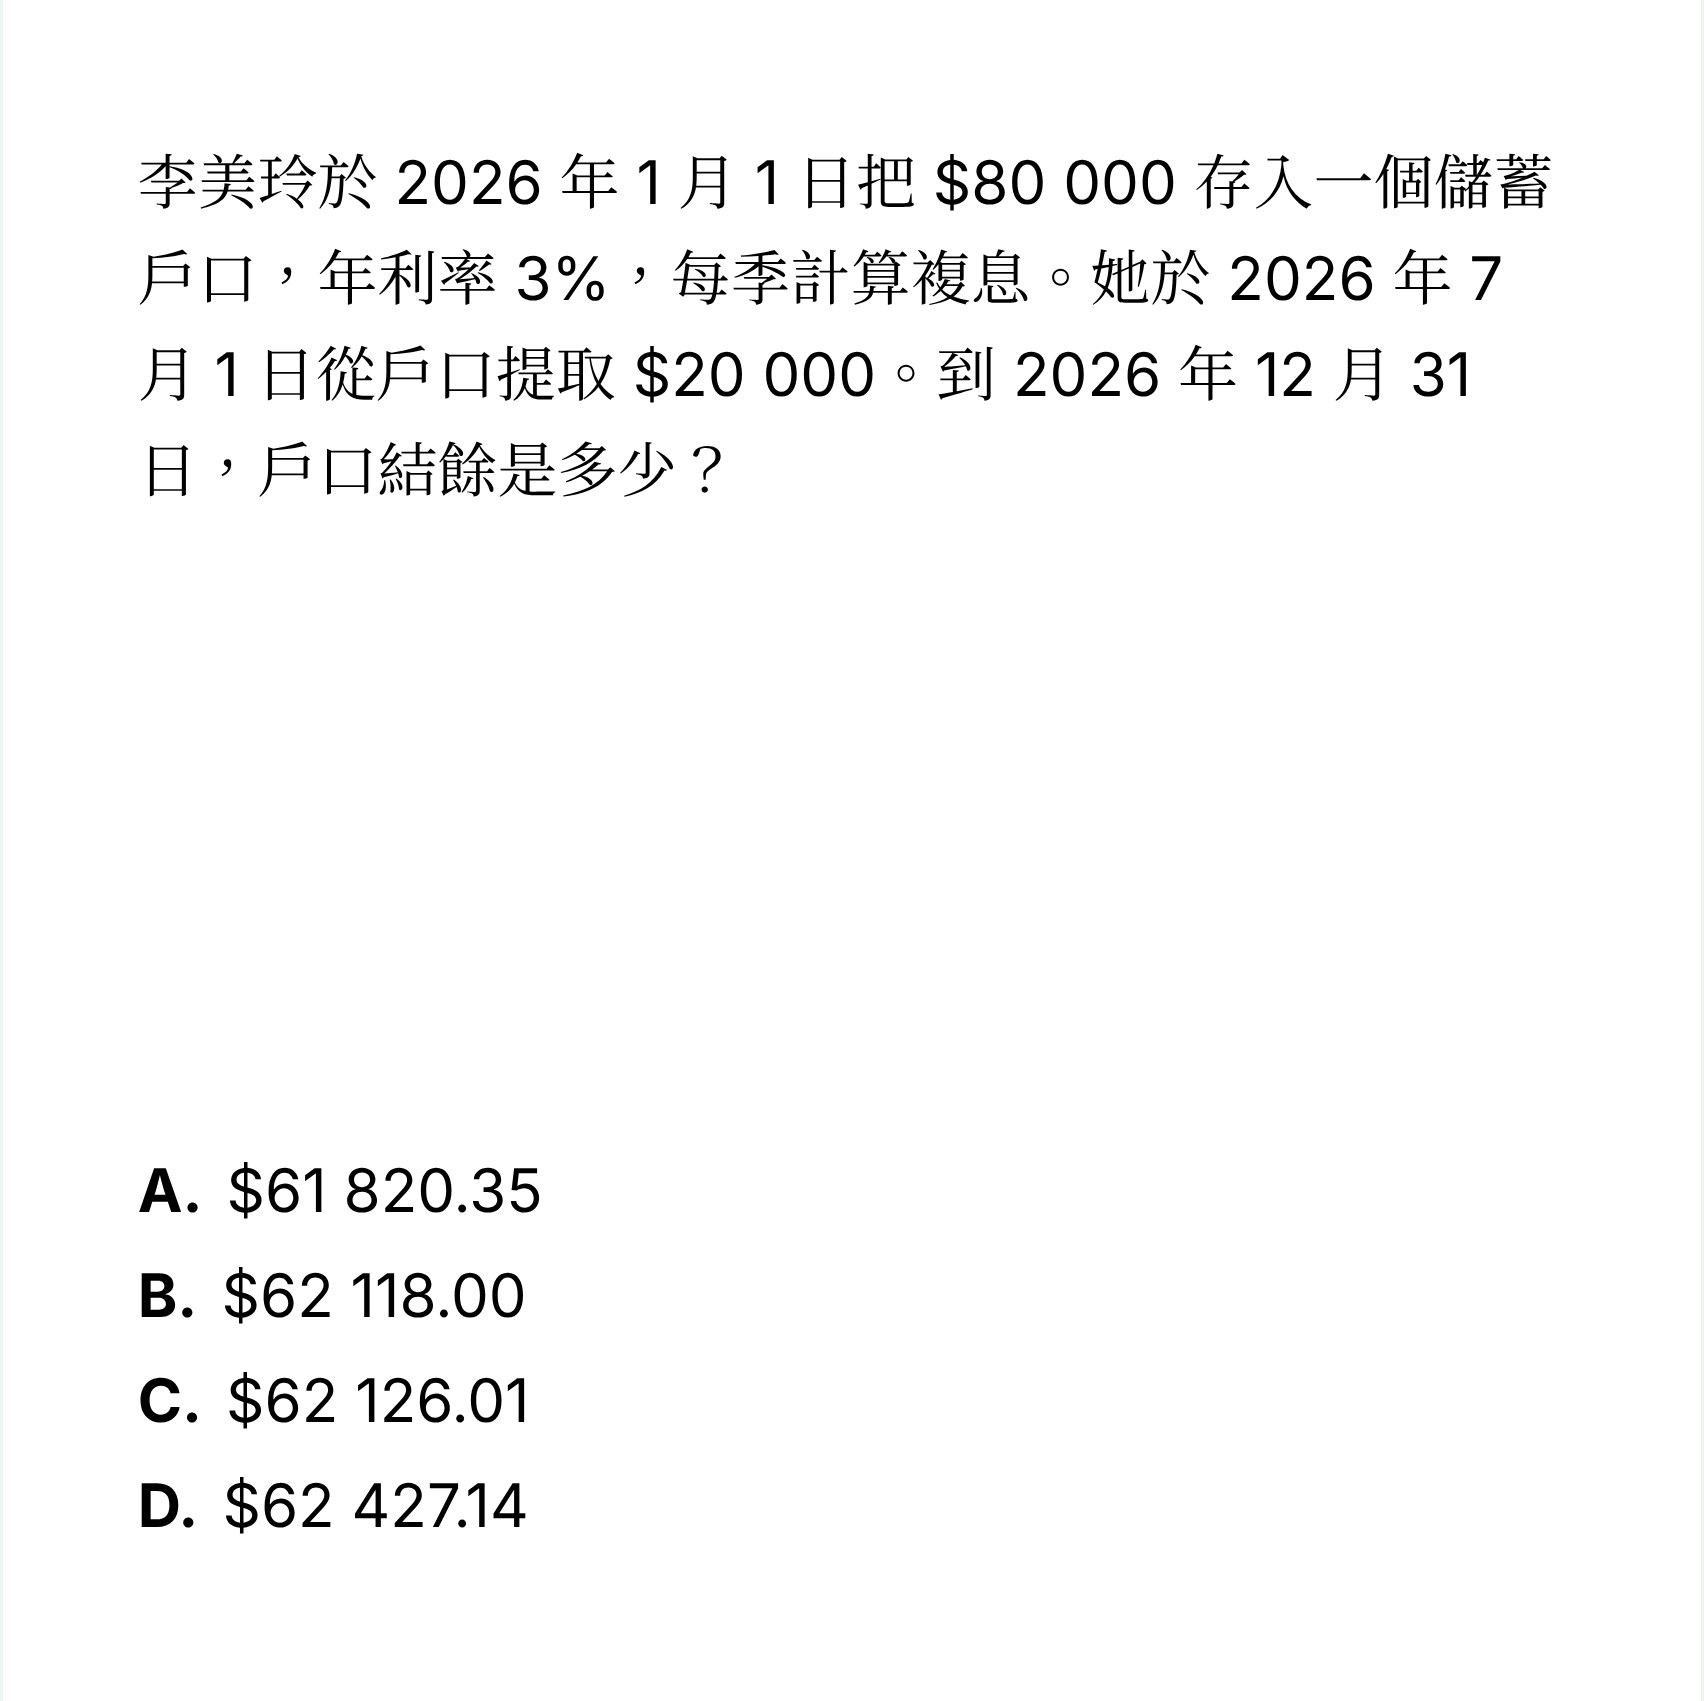 李美玲於 2026 年 1 月 1 日把 $80 000 存入一個儲蓄
戶口，年利率 3%，每季計算複息。她於 2026 年 7
月 1 日從戶口提取 $20 000。到 2026 年 12 月 31
日，戶口結餘是多少？
A. $61 820.35
B. $62 118.00
C. $62 126.01
D. $62 427.14